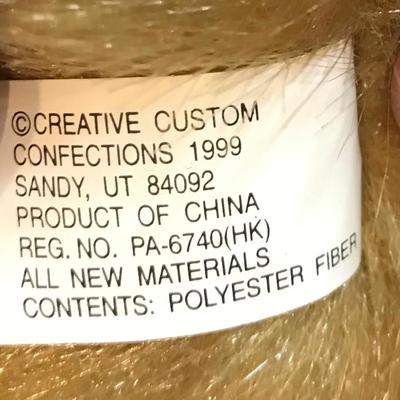 ©CREATIVE CUSTOM
CONFECTIONS 1999
SANDY, UT 84092
PRODUCT OF CHINA
REG. NO. PA-6740(HK)
ALL NEW MATERIALS
CONTENTS: POLYESTER FIBER